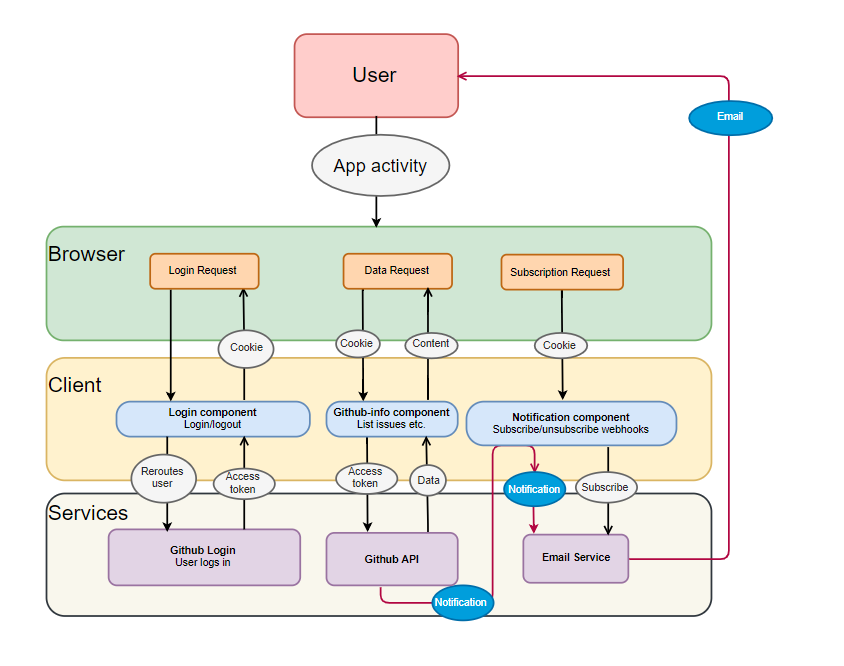 User
Email
App activity
Browser
Login Request
Data Request
Subscription Request
Cookie
Cookie
Content
Cookie
Client
Login component
Login/logout
Github-info component
List issues etc.
Notification component
Subscribe/unsubscribe webhooks
Reroutes
user
Access
token
Access
token
Data
Notification
Subscribe
Services
Github Login
User logs in
Github API
Email Service
Notification